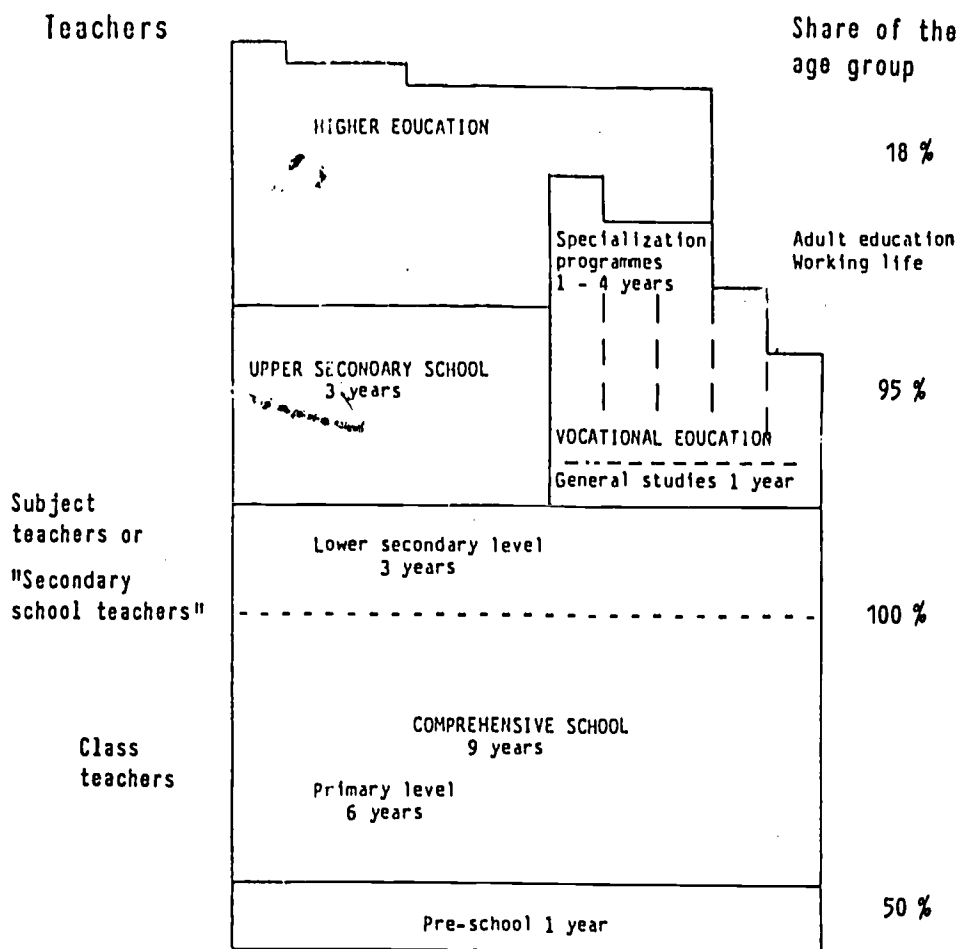 Teachers
Share of the
age group
HIGHER EDUCATION
18 %
Specialization
programmes
1 - 4 years
Adult education
Working life
UPPER SECONDARY SCHOOL
3 years
95 %
VOCATIONAL EDUCATION
General studies 1 year
Subject
teachers or
"Secondary
school teachers"
Lower secondary level
3 years
100 %
COMPREHENSIVE SCHOOL
9 years
Class
teachers
Primary level
6 years
Pre-school 1 year
50 %